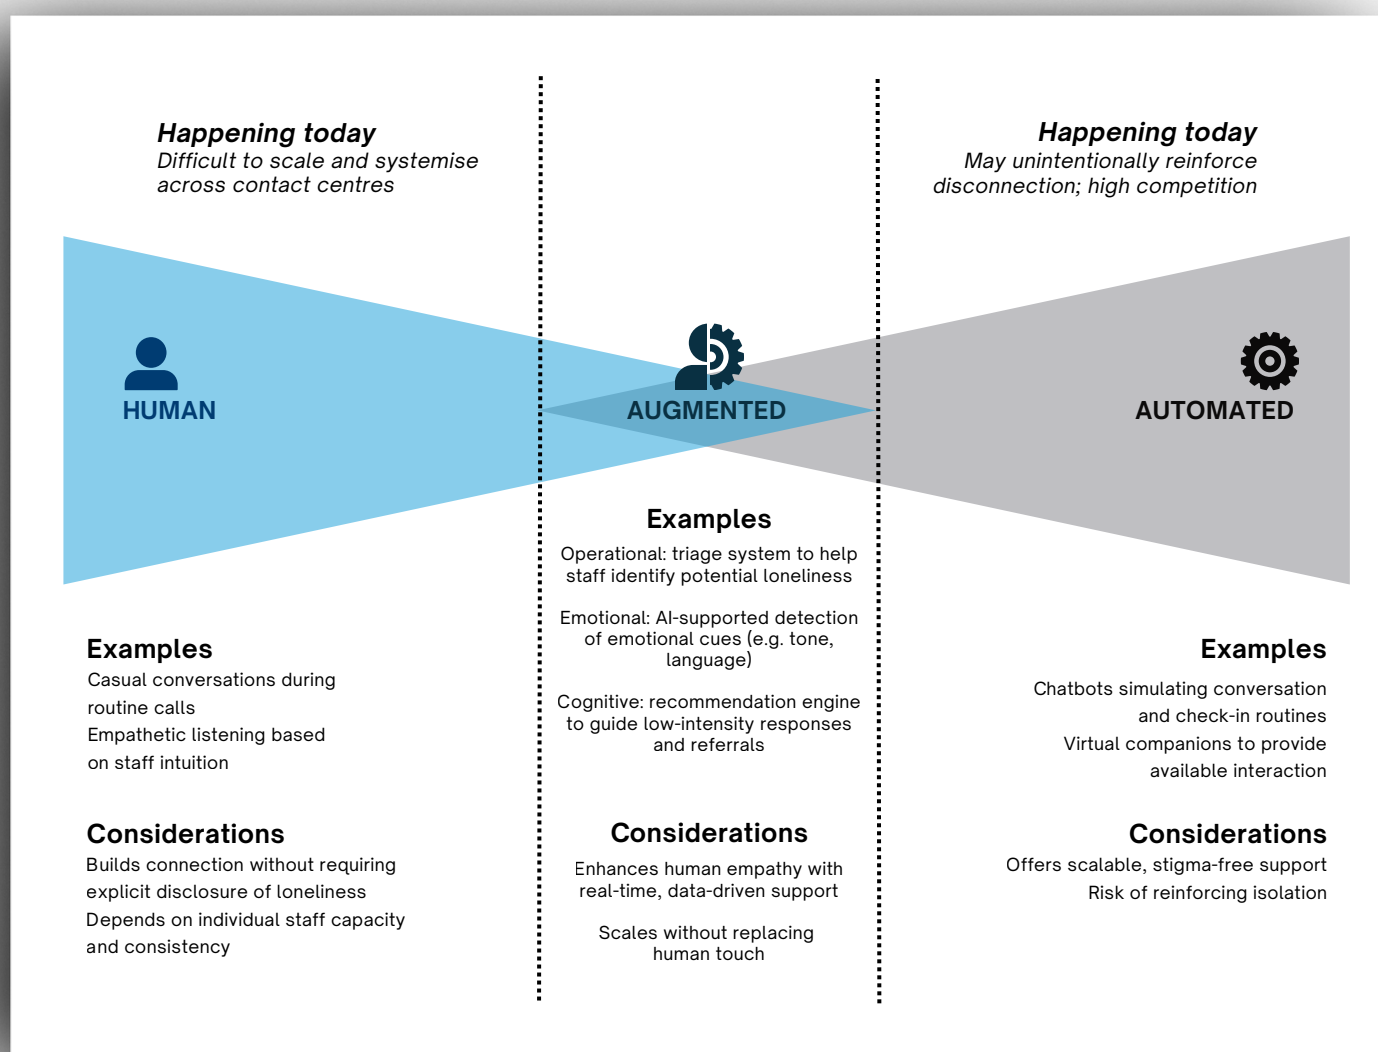 Happening today
Difficult to scale and systemise
across contact centres
Happening today
May unintentionally reinforce
disconnection; high competition
HUMAN
AUGMENTED
AUTOMATED
Examples
Casual conversations during
routine calls
Empathetic listening based
on staff intuition
Considerations
Builds connection without requiring
explicit disclosure of loneliness
Depends on individual staff capacity
and consistency
Examples
Operational: triage system to help
staff identify potential loneliness
Emotional: AI-supported detection
of emotional cues (e.g. tone,
language)
Cognitive: recommendation engine
to guide low-intensity responses
and referrals
Considerations
Enhances human empathy with
real-time, data-driven support
Scales without replacing
human touch
Examples
Chatbots simulating conversation
and check-in routines
Virtual companions to provide
available interaction
Considerations
Offers scalable, stigma-free support
Risk of reinforcing isolation